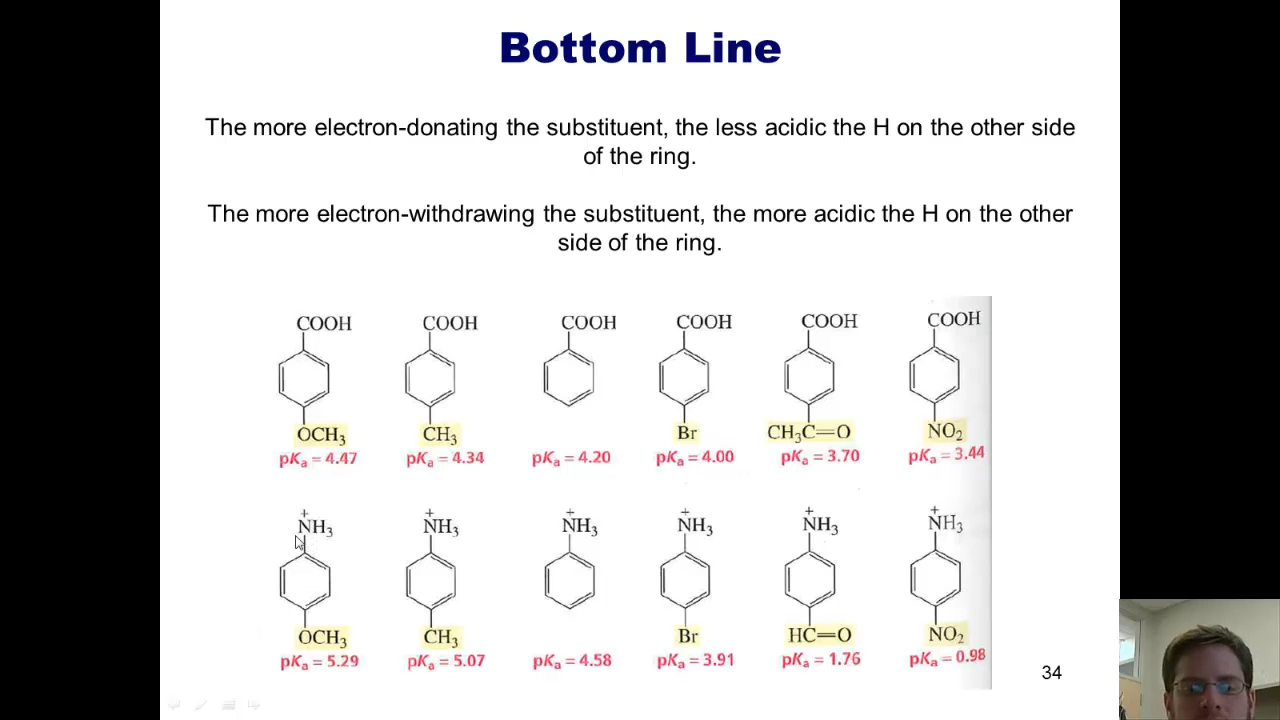 Bottom Line
The more electron-donating the substituent, the less acidic the H on the other side
of the ring.
The more electron-withdrawing the substituent, the more acidic the H on the other
side of the ring.
COOH COOH COOH COOH COOH COOH
OCH₃ CH₃ Br CH₃C=O NO₂
pKₐ = 4.47 pKₐ = 4.34 pKₐ = 4.20 pKₐ = 4.00 pKₐ = 3.70 pKₐ = 3.44
+ + + + + +
NH₃ NH₃ NH₃ NH₃ NH₃ NH₃
OCH₃ CH₃ Br HC=O NO₂
pKₐ = 5.29 pKₐ = 5.07 pKₐ = 4.58 pKₐ = 3.91 pKₐ = 1.76 pKₐ = 0.98
34